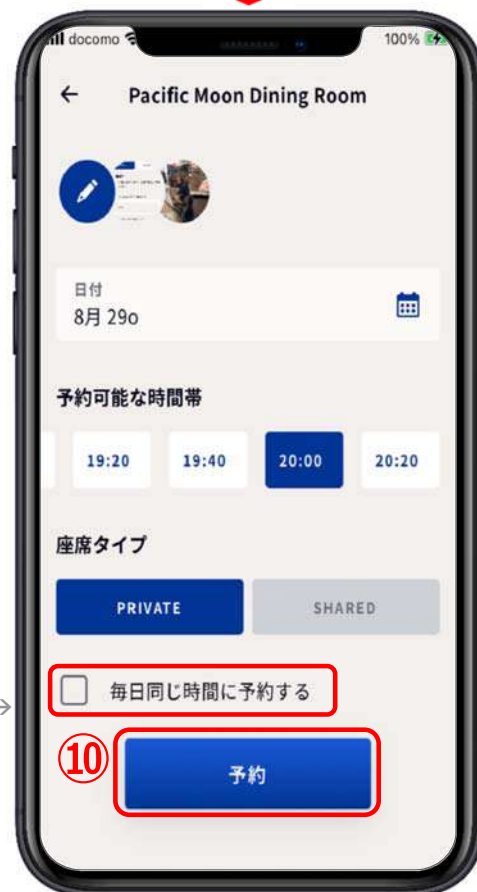 docomo 100%
← Pacific Moon Dining Room
日付
8月 29o
予約可能な時間帯
19:20 19:40 20:00 20:20
座席タイプ
PRIVATE SHARED
毎日同じ時間に予約する
⑩ 予約